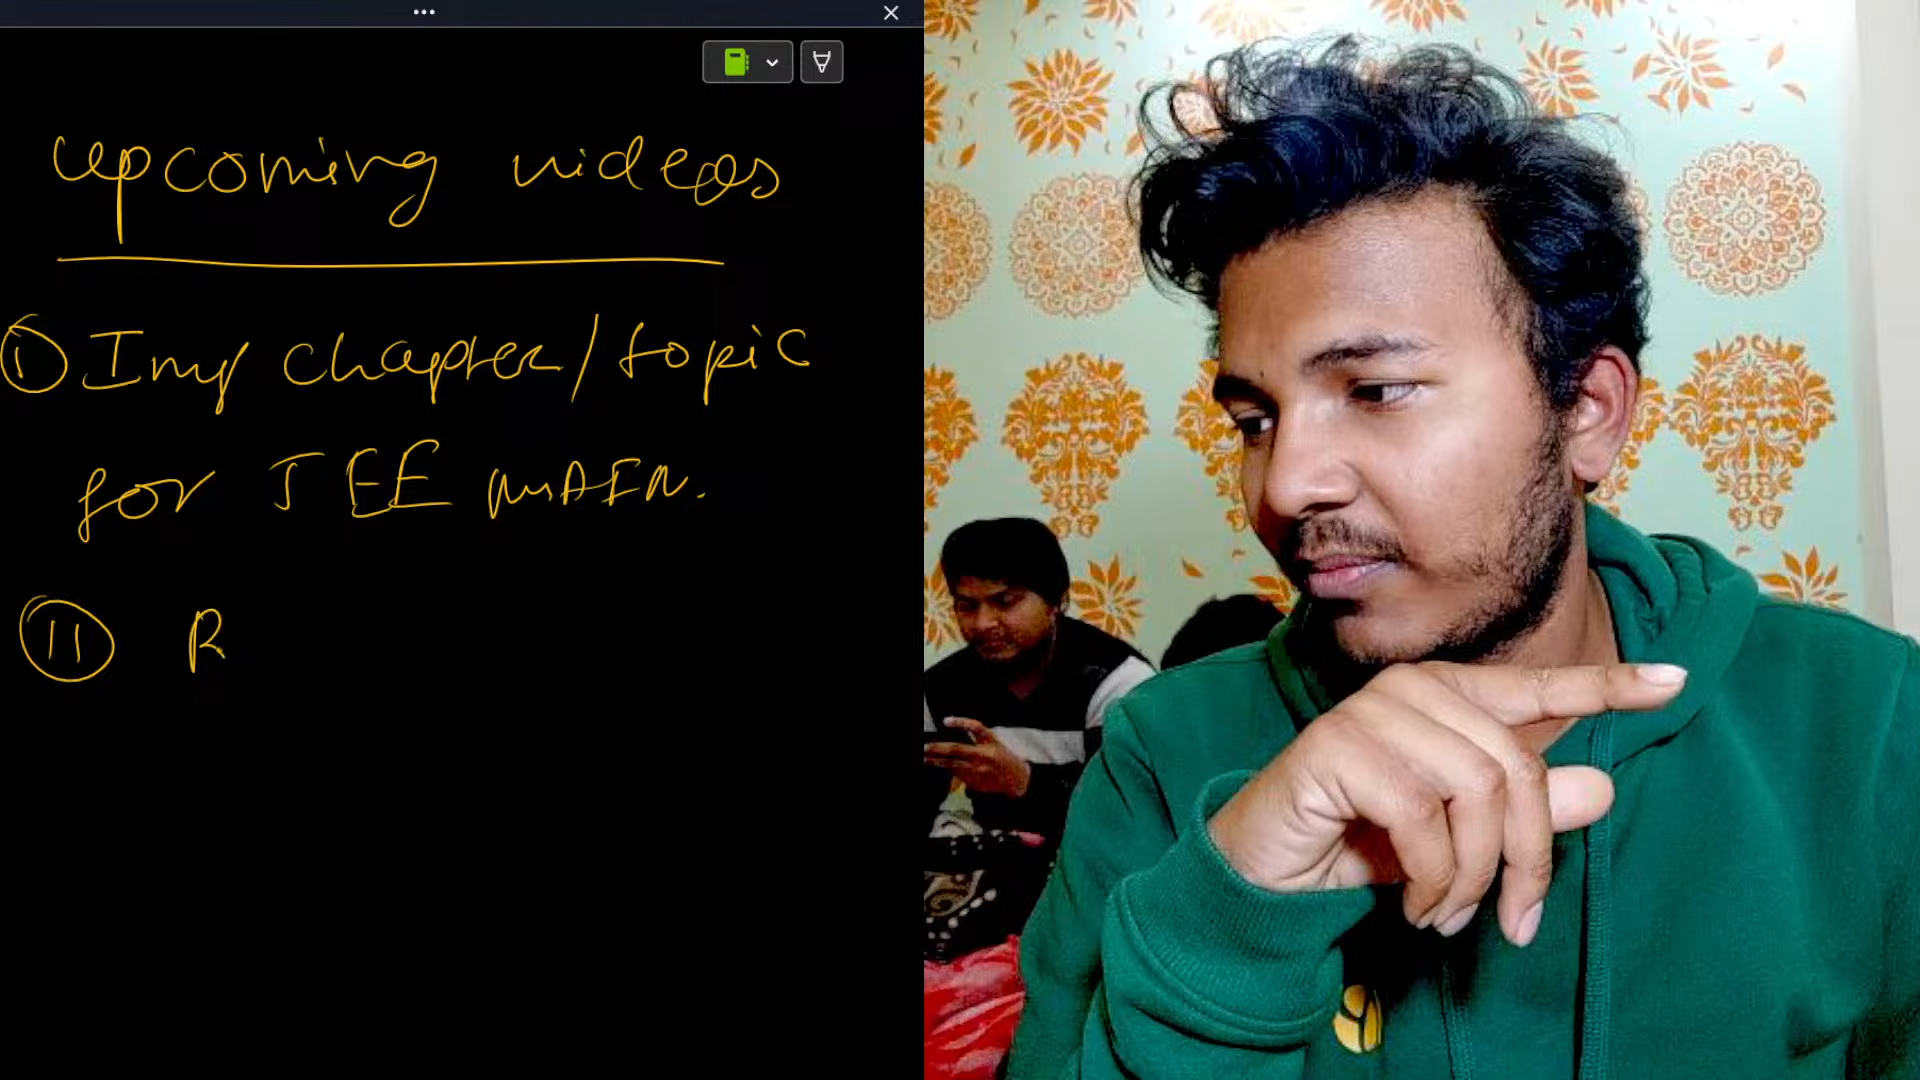 upcoming videos
① Imp chapter/topic
for JEE MAIN.
⑪ R